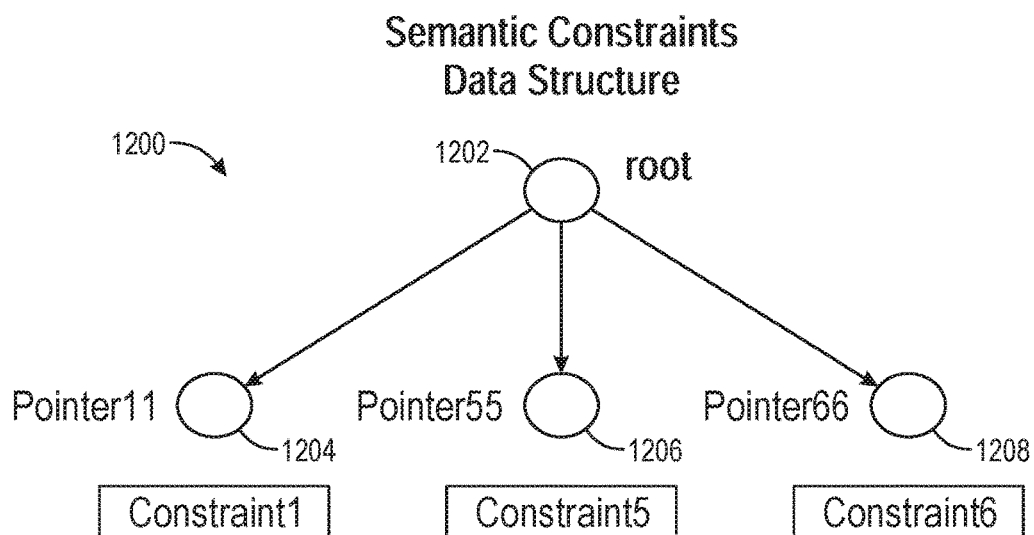 Semantic Constraints
Data Structure
1200
1202
root
Pointer11
Pointer55
Pointer66
1204
1206
1208
Constraint1
Constraint5
Constraint6